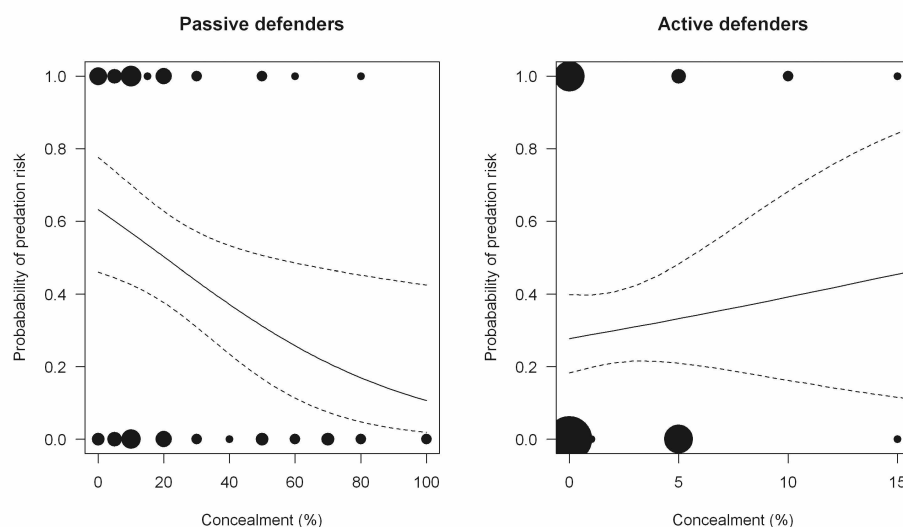 Passive defenders
Probabability of predation risk
1.0
0.8
0.6
0.4
0.2
0.0
0 20 40 60 80 100
Concealment (%)
Active defenders
Probabability of predation risk
1.0
0.8
0.6
0.4
0.2
0.0
0 5 10 15
Concealment (%)